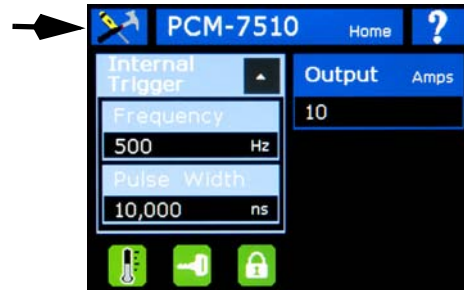 PCM-7510 Home ?
Internal
Trigger
Frequency
500 Hz
Pulse Width
10,000 ns
Output Amps
10